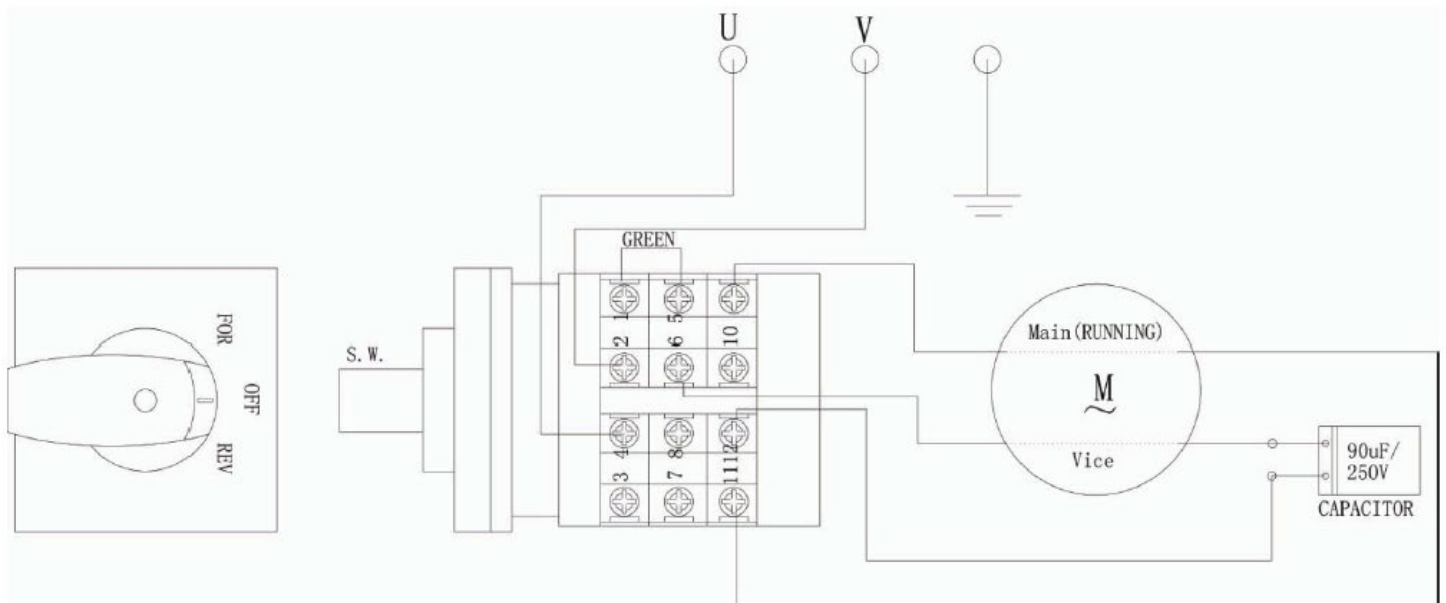 U
V
GREEN
FOR
OFF
REV
S. W.
1
5
2
6
10
4
8
12
3
7
11
Main(RUNNING)
M
~
Vice
90uF/
250V
CAPACITOR